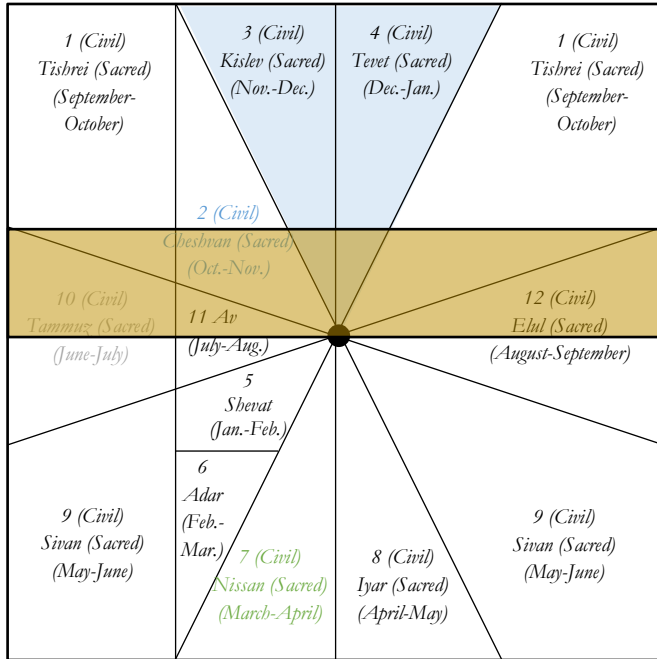 1 (Civil)
Tishrei (Sacred)
(September-
October)
3 (Civil)
Kislev (Sacred)
(Nov.-Dec.)
4 (Civil)
Tevet (Sacred)
(Dec.-Jan.)
1 (Civil)
Tishrei (Sacred)
(September-
October)
2 (Civil)
Cheshvan (Sacred)
(Oct.-Nov.)
10 (Civil)
Tammuz (Sacred)
(June-July)
11 Av
(July-Aug.)
12 (Civil)
Elul (Sacred)
(August-September)
5
Shevat
(Jan.-Feb.)
6
Adar
(Feb.-
Mar.)
9 (Civil)
Sivan (Sacred)
(May-June)
7 (Civil)
Nissan (Sacred)
(March-April)
8 (Civil)
Iyar (Sacred)
(April-May)
9 (Civil)
Sivan (Sacred)
(May-June)